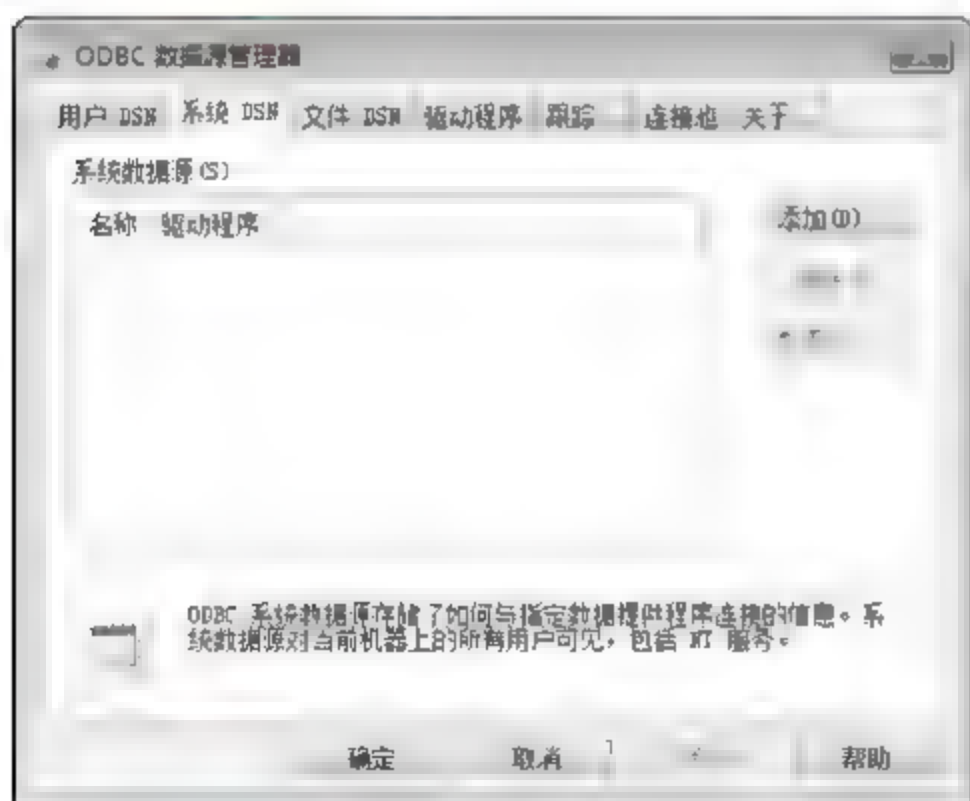 ODBC 数据源管理器
用户 DSN 系统 DSN 文件 DSN 驱动程序 跟踪 连接池 关于
系统数据源(S)
名称 驱动程序
添加(D)
ODBC 系统数据源存储了如何与指定数据提供程序连接的信息。系
统数据源对当前机器上的所有用户可见,包括 NT 服务。
确定 取消 帮助